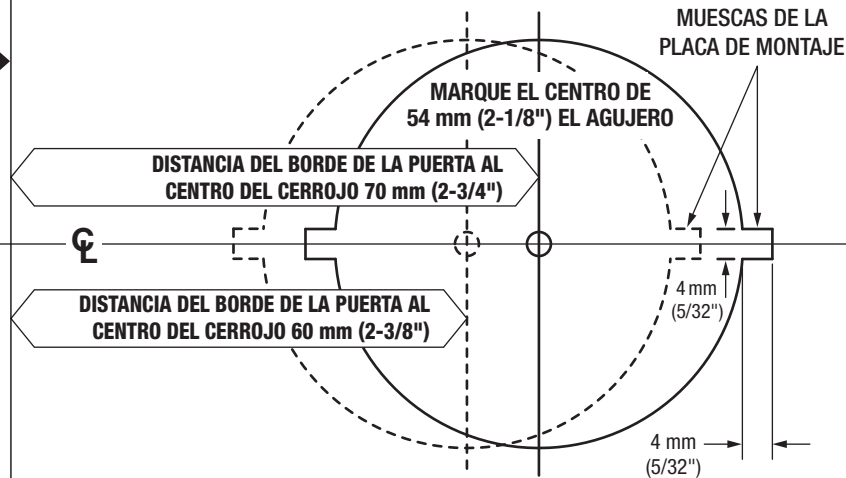 MUESCAS DE LA
PLACA DE MONTAJE
MARQUE EL CENTRO DE
54 mm (2-1/8") EL AGUJERO
DISTANCIA DEL BORDE DE LA PUERTA AL
CENTRO DEL CERROJO 70 mm (2-3/4")
℄
DISTANCIA DEL BORDE DE LA PUERTA AL
CENTRO DEL CERROJO 60 mm (2-3/8")
4 mm
(5/32")
4 mm
(5/32")